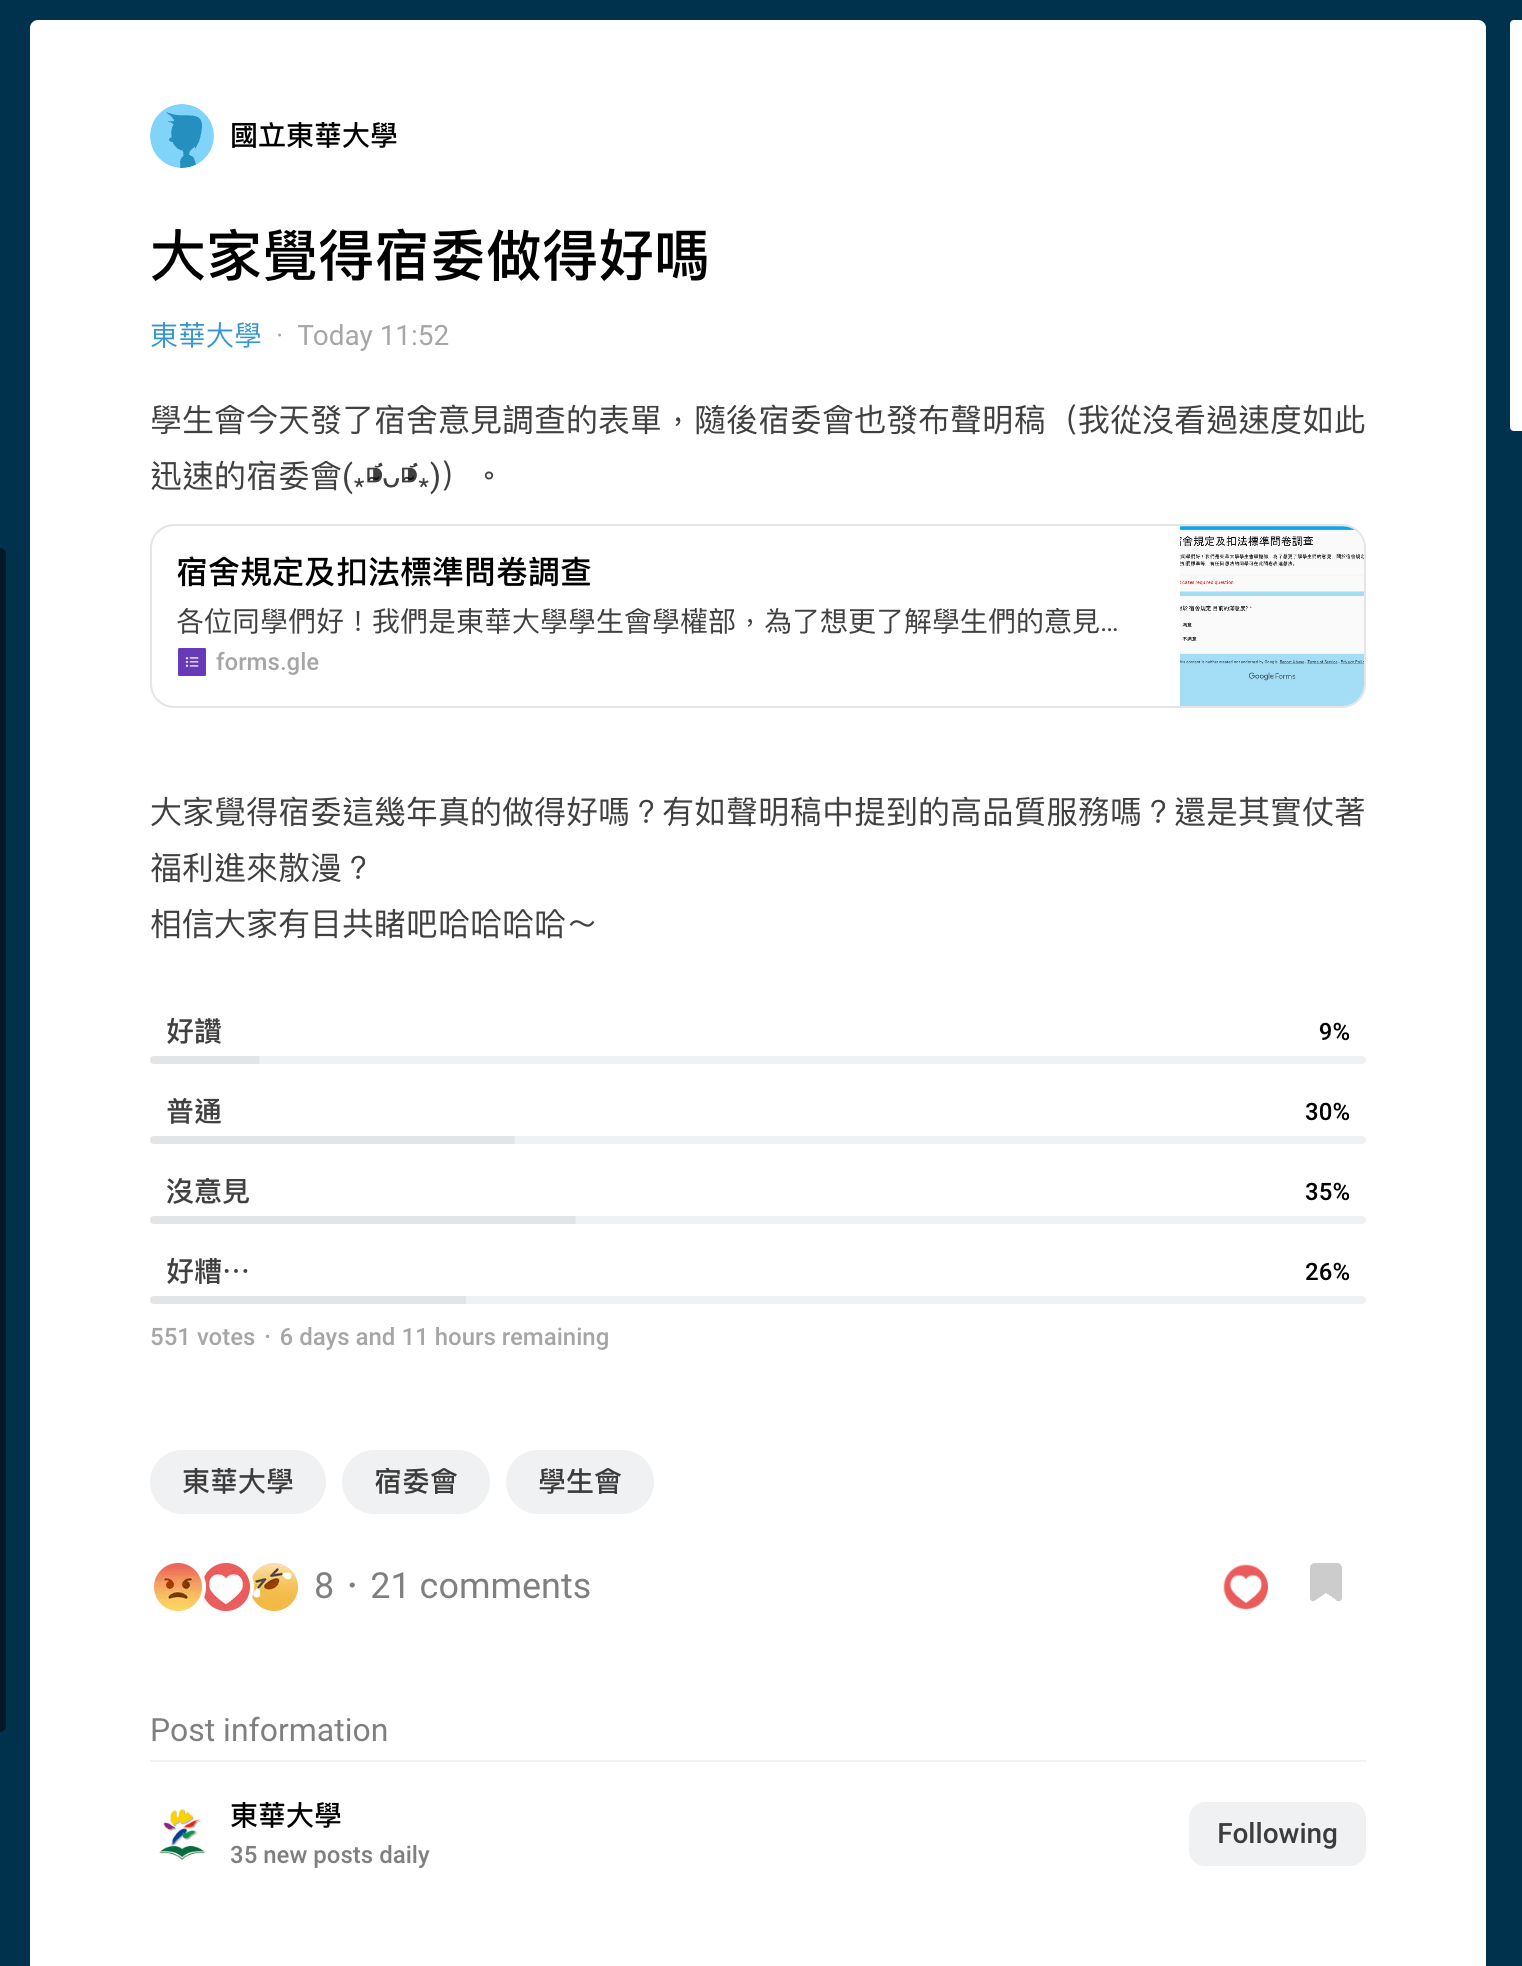 國立東華大學
大家覺得宿委做得好嗎
東華大學 · Today 11:52
學生會今天發了宿舍意見調查的表單，隨後宿委會也發布聲明稿（我從沒看過速度如此
迅速的宿委會(⁎⁍̴̛ᴗ⁍̴̛⁎)）。
宿舍規定及扣法標準問卷調查
各位同學們好！我們是東華大學學生會學權部，為了想更了解學生們的意見...
forms.gle
宿舍規定及扣法標準問卷調查
required question
Google Forms
大家覺得宿委這幾年真的做得好嗎？有如聲明稿中提到的高品質服務嗎？還是其實仗著
福利進來散漫？
相信大家有目共睹吧哈哈哈哈～
好讚 9%
普通 30%
沒意見 35%
好糟⋯ 26%
551 votes · 6 days and 11 hours remaining
東華大學 宿委會 學生會
8 · 21 comments
Post information
東華大學
35 new posts daily
Following